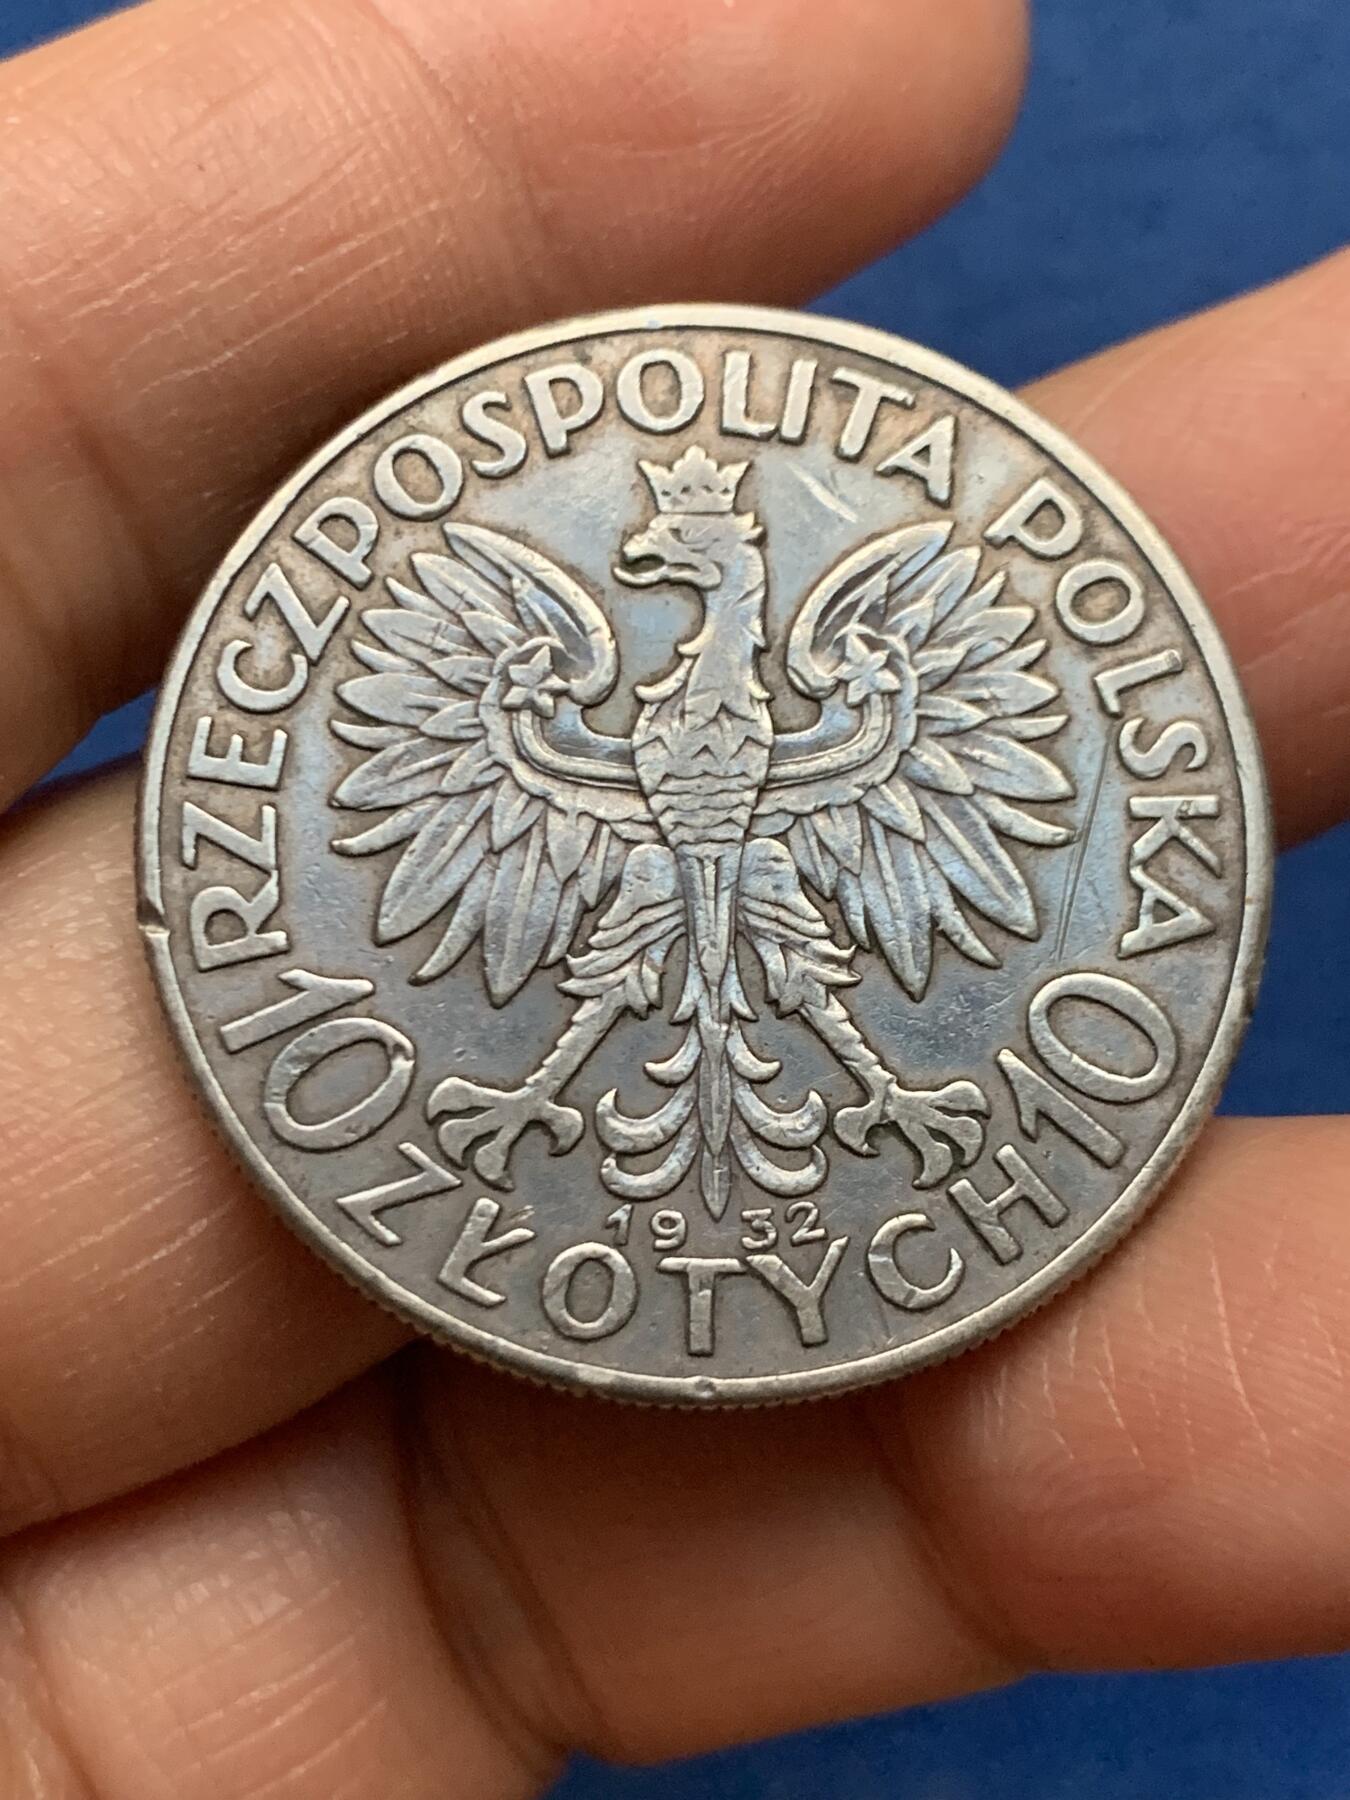 RZECZPOSPOLITA POLSKA
1932
10 ZŁOTYCH 10